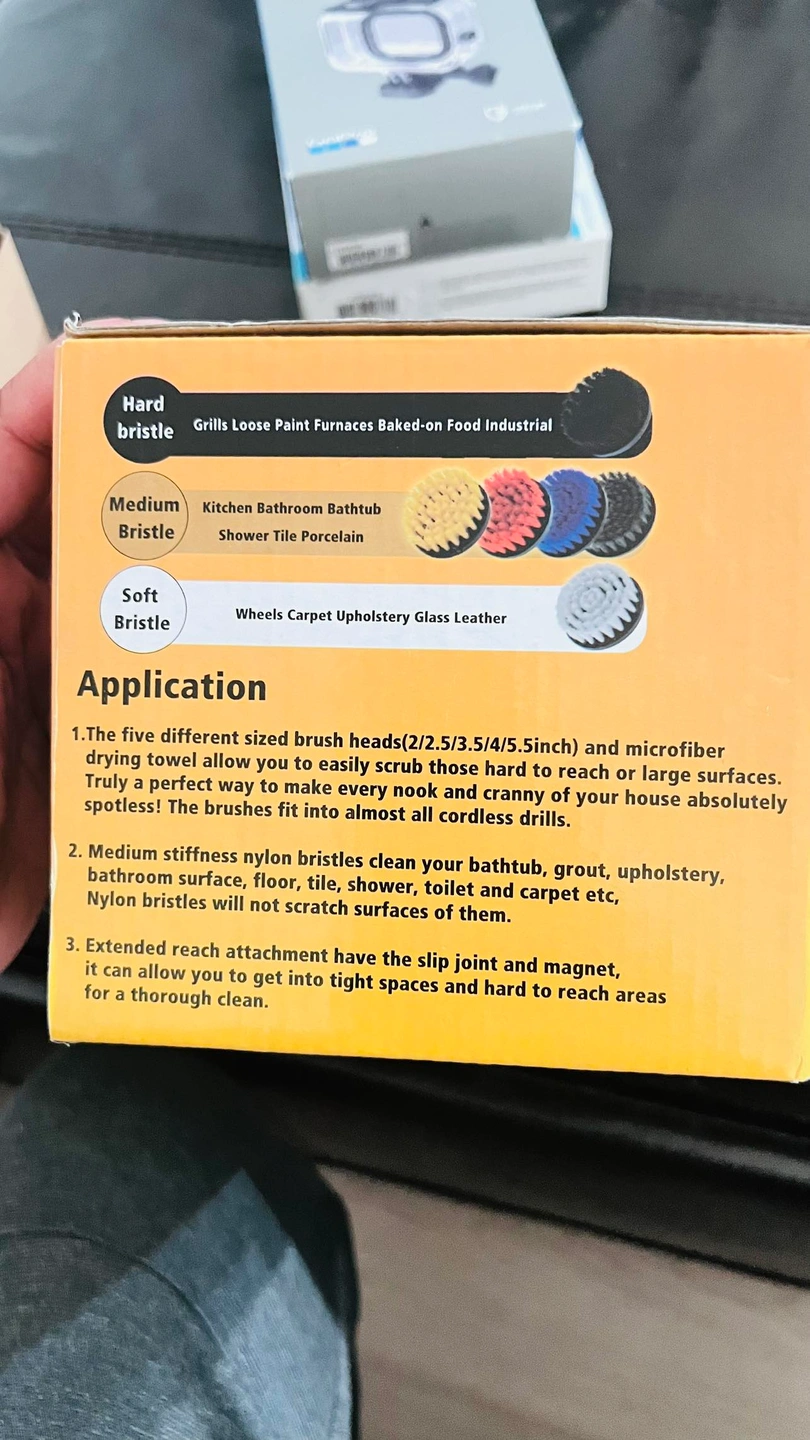 Hard
bristle
Grills Loose Paint Furnaces Baked-on Food Industrial
Medium
Bristle
Kitchen Bathroom Bathtub
Shower Tile Porcelain
Soft
Bristle
Wheels Carpet Upholstery Glass Leather
Application
1.The five different sized brush heads(2/2.5/3.5/4/5.5inch) and microfiber
drying towel allow you to easily scrub those hard to reach or large surfaces.
Truly a perfect way to make every nook and cranny of your house absolutely
spotless! The brushes fit into almost all cordless drills.
2. Medium stiffness nylon bristles clean your bathtub, grout, upholstery,
bathroom surface, floor, tile, shower, toilet and carpet etc,
Nylon bristles will not scratch surfaces of them.
3. Extended reach attachment have the slip joint and magnet,
it can allow you to get into tight spaces and hard to reach areas
for a thorough clean.